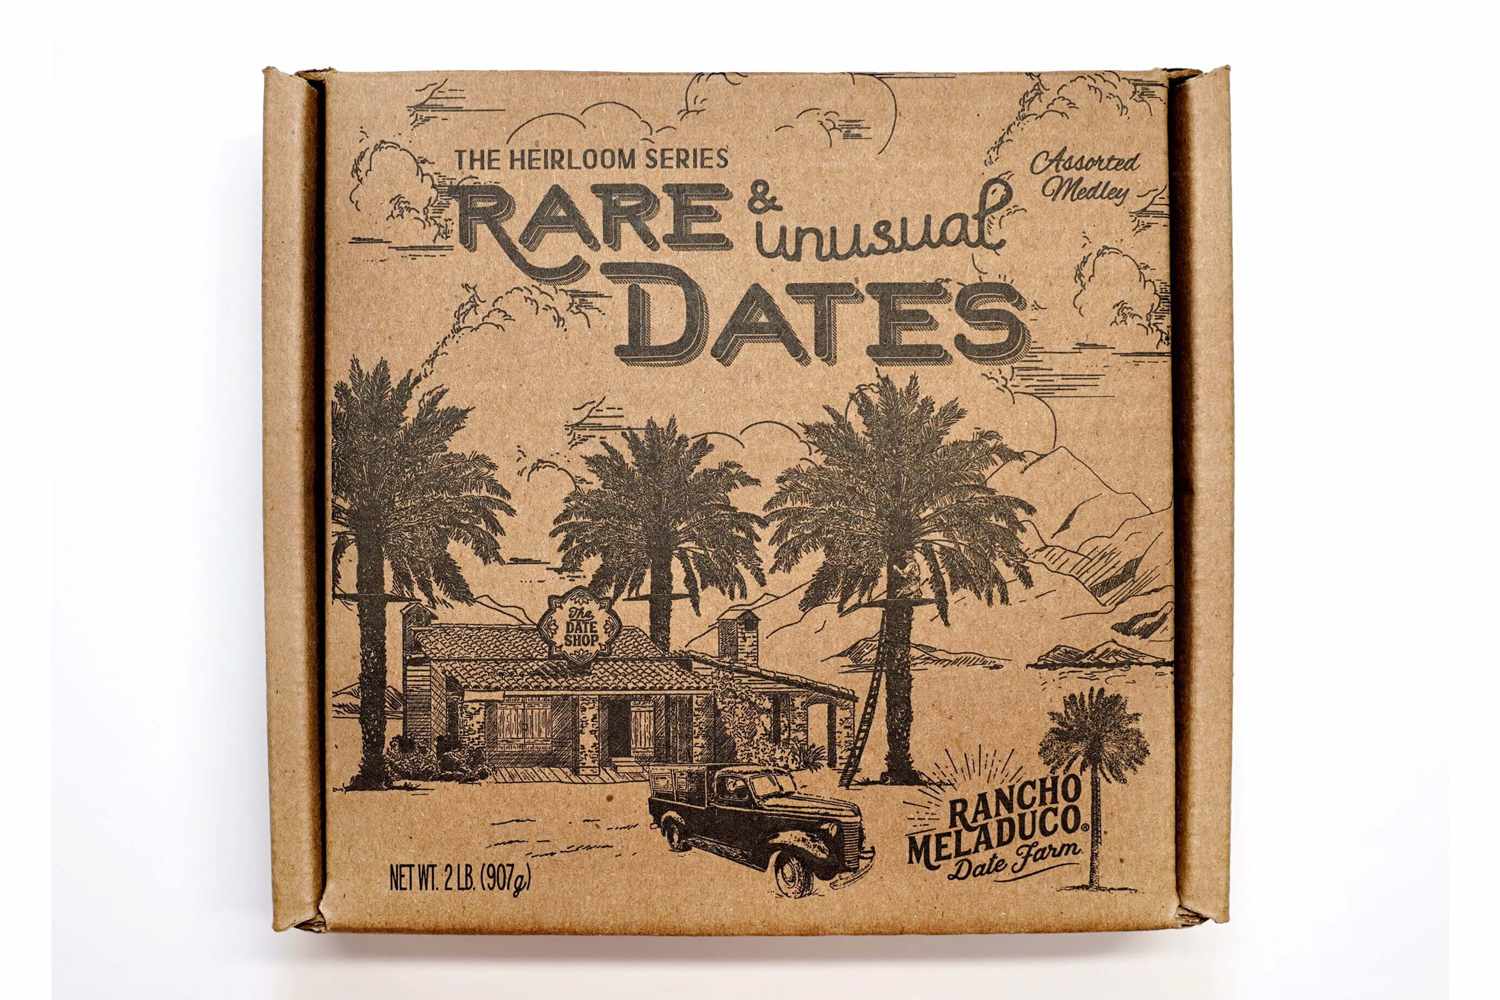 THE HEIRLOOM SERIES
RARE & unusual
DATES
Assorted
Medley
The
DATE
SHOP
RANCHO
MELADUCO®
Date Farm
NET WT. 2 LB. (907g)